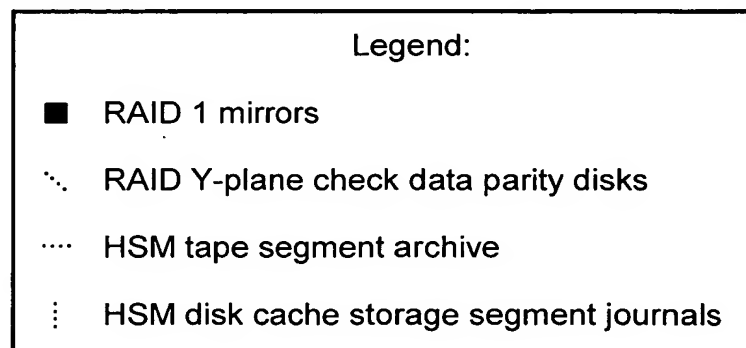 Legend:
RAID 1 mirrors
RAID Y-plane check data parity disks
HSM tape segment archive
HSM disk cache storage segment journals